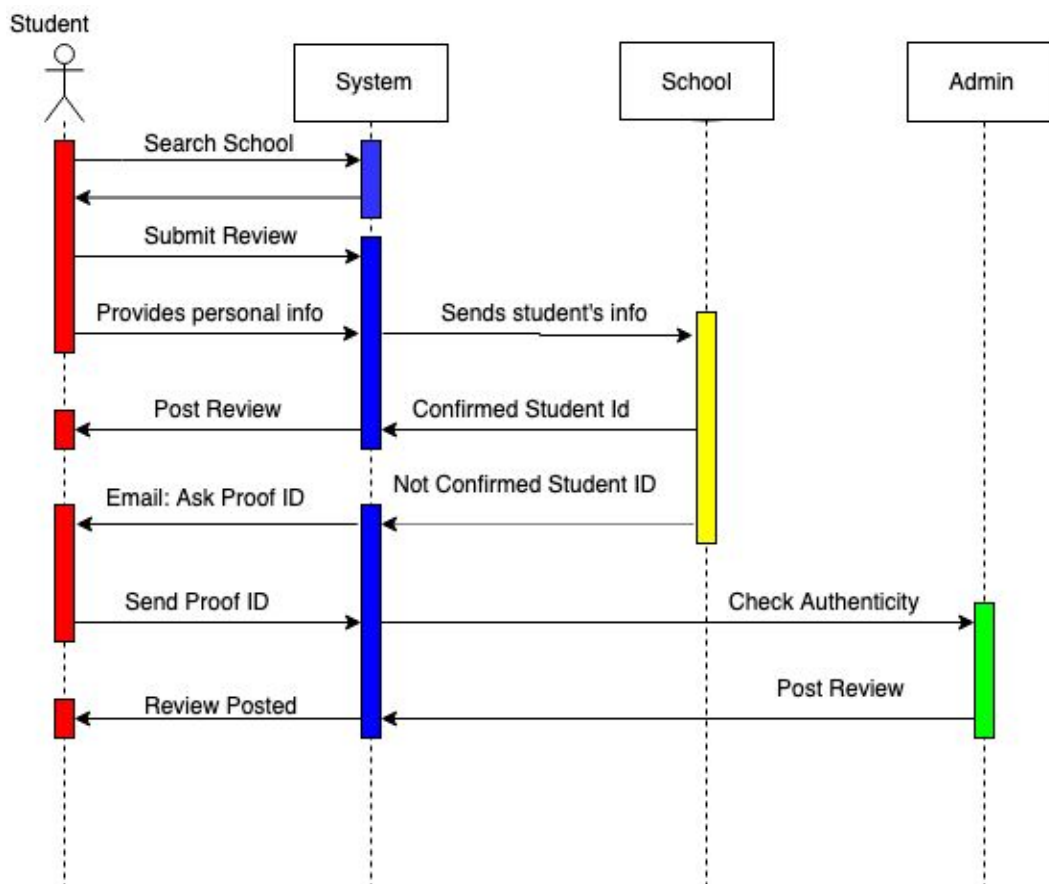 Student
System
School
Admin
Search School
Submit Review
Provides personal info
Sends student's info
Post Review
Confirmed Student Id
Not Confirmed Student ID
Email: Ask Proof ID
Send Proof ID
Check Authenticity
Post Review
Review Posted